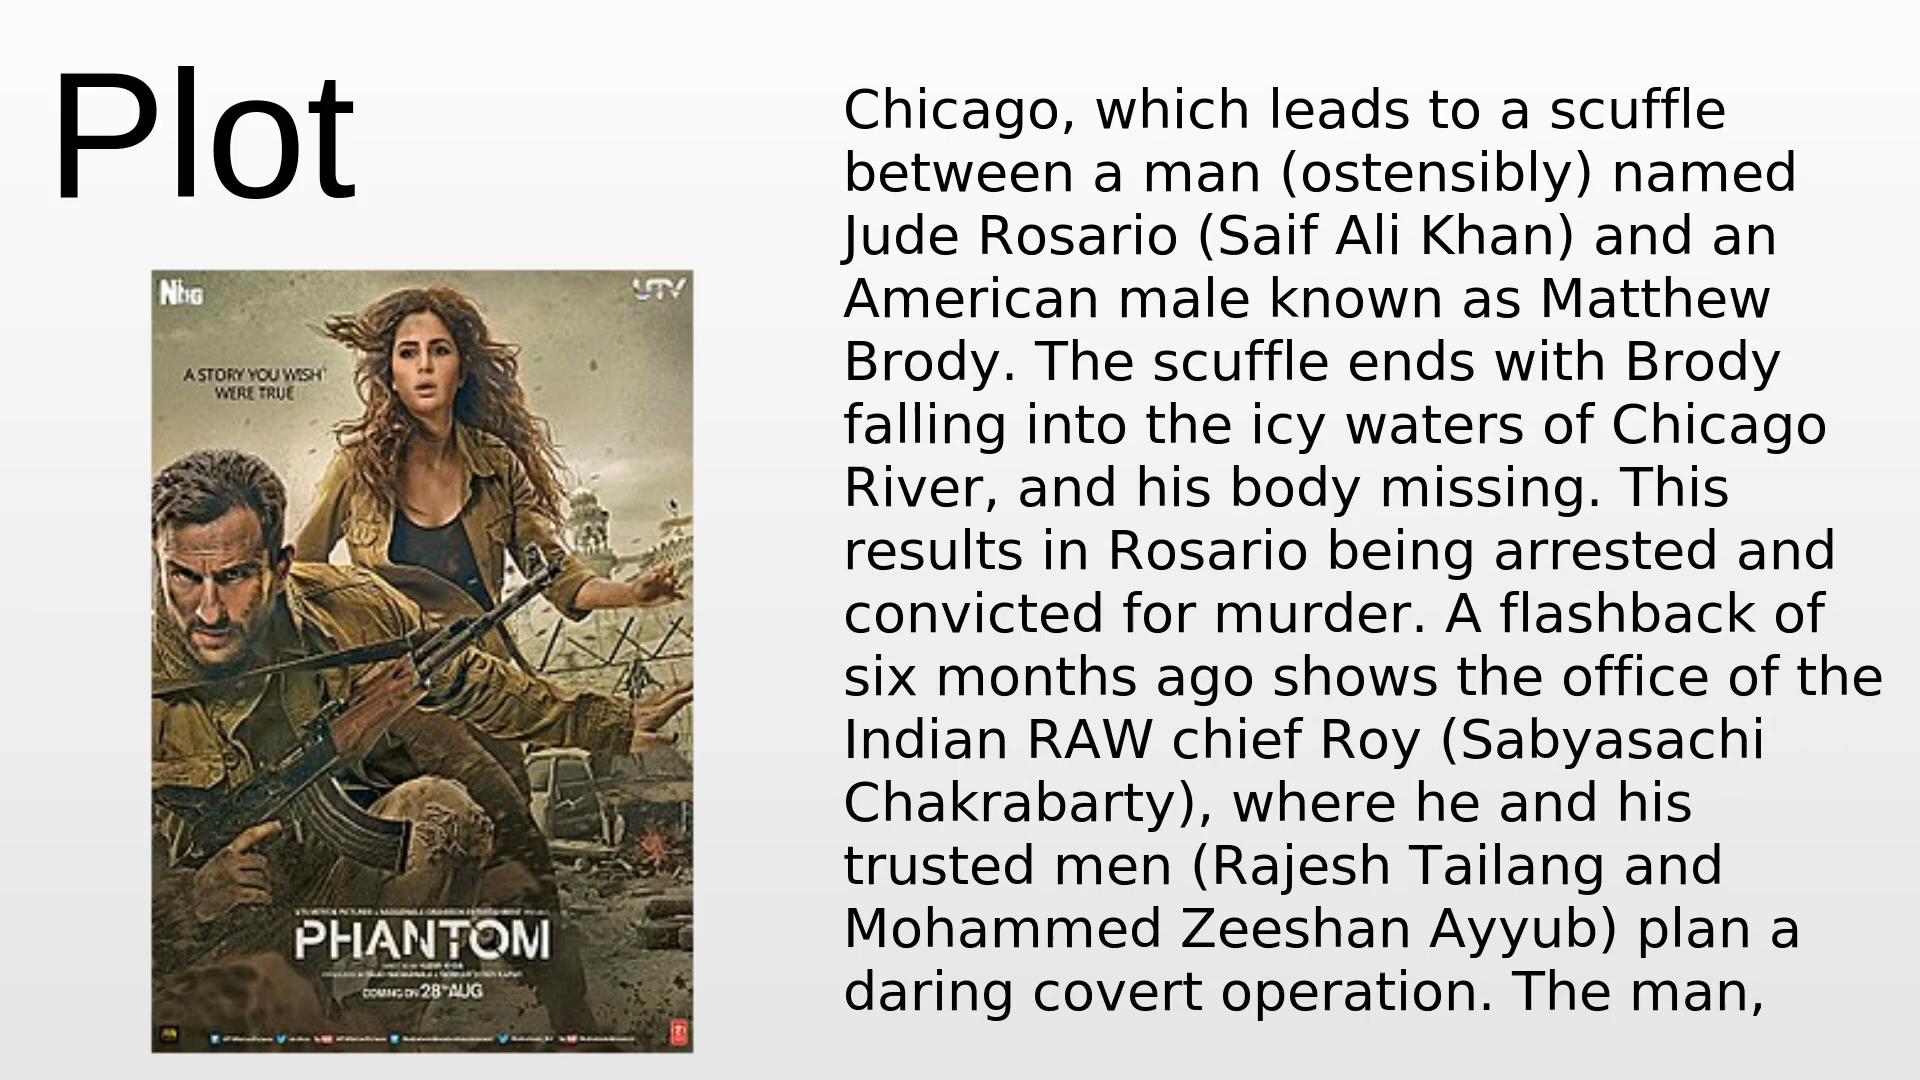 Plot
Chicago, which leads to a scuffle
between a man (ostensibly) named
Jude Rosario (Saif Ali Khan) and an
American male known as Matthew
Brody. The scuffle ends with Brody
falling into the icy waters of Chicago
River, and his body missing. This
results in Rosario being arrested and
convicted for murder. A flashback of
six months ago shows the office of the
Indian RAW chief Roy (Sabyasachi
Chakrabarty), where he and his
trusted men (Rajesh Tailang and
Mohammed Zeeshan Ayyub) plan a
daring covert operation. The man,
UTV
A STORY YOU WISH
WERE TRUE
PHANTOM
COMING ON 28TH AUG